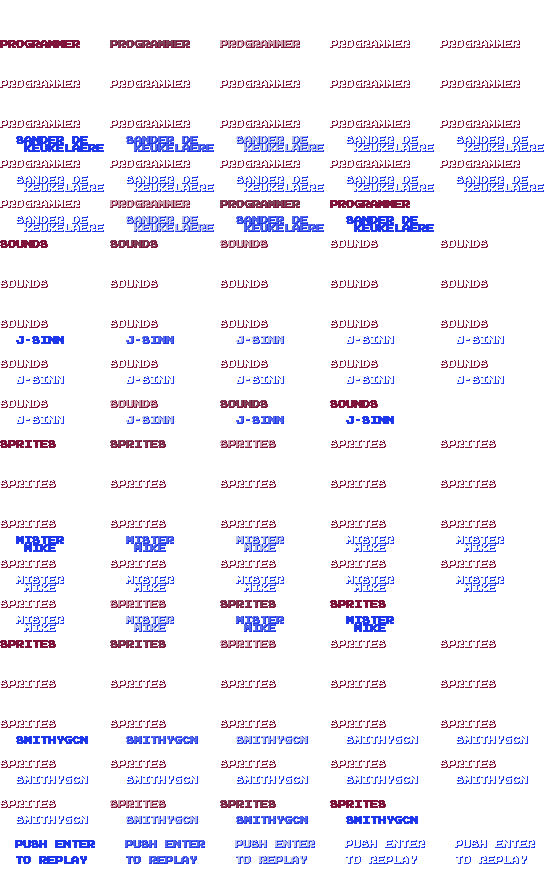 PROGRAMMER PROGRAMMER PROGRAMMER PROGRAMMER PROGRAMMER
PROGRAMMER PROGRAMMER PROGRAMMER PROGRAMMER PROGRAMMER
PROGRAMMER PROGRAMMER PROGRAMMER PROGRAMMER PROGRAMMER
SANDER DE SANDER DE SANDER DE SANDER DE SANDER DE
KEUKELAERE KEUKELAERE KEUKELAERE KEUKELAERE KEUKELAERE
PROGRAMMER PROGRAMMER PROGRAMMER PROGRAMMER PROGRAMMER
SANDER DE SANDER DE SANDER DE SANDER DE SANDER DE
KEUKELAERE KEUKELAERE KEUKELAERE KEUKELAERE KEUKELAERE
PROGRAMMER PROGRAMMER PROGRAMMER PROGRAMMER
SANDER DE SANDER DE SANDER DE SANDER DE
KEUKELAERE KEUKELAERE KEUKELAERE KEUKELAERE
SOUNDS SOUNDS SOUNDS SOUNDS SOUNDS
SOUNDS SOUNDS SOUNDS SOUNDS SOUNDS
SOUNDS SOUNDS SOUNDS SOUNDS SOUNDS
J-SINN J-SINN J-SINN J-SINN J-SINN
SOUNDS SOUNDS SOUNDS SOUNDS SOUNDS
J-SINN J-SINN J-SINN J-SINN J-SINN
SOUNDS SOUNDS SOUNDS SOUNDS
J-SINN J-SINN J-SINN J-SINN
SPRITES SPRITES SPRITES SPRITES SPRITES
SPRITES SPRITES SPRITES SPRITES SPRITES
SPRITES SPRITES SPRITES SPRITES SPRITES
MISTER MISTER MISTER MISTER MISTER
MIKE MIKE MIKE MIKE MIKE
SPRITES SPRITES SPRITES SPRITES SPRITES
MISTER MISTER MISTER MISTER MISTER
MIKE MIKE MIKE MIKE MIKE
SPRITES SPRITES SPRITES SPRITES
MISTER MISTER MISTER MISTER
MIKE MIKE MIKE MIKE
SPRITES SPRITES SPRITES SPRITES SPRITES
SPRITES SPRITES SPRITES SPRITES SPRITES
SPRITES SPRITES SPRITES SPRITES SPRITES
SMITHYGCN SMITHYGCN SMITHYGCN SMITHYGCN SMITHYGCN
SPRITES SPRITES SPRITES SPRITES SPRITES
SMITHYGCN SMITHYGCN SMITHYGCN SMITHYGCN SMITHYGCN
SPRITES SPRITES SPRITES SPRITES
SMITHYGCN SMITHYGCN SMITHYGCN SMITHYGCN
PUSH ENTER PUSH ENTER PUSH ENTER PUSH ENTER PUSH ENTER
TO REPLAY TO REPLAY TO REPLAY TO REPLAY TO REPLAY